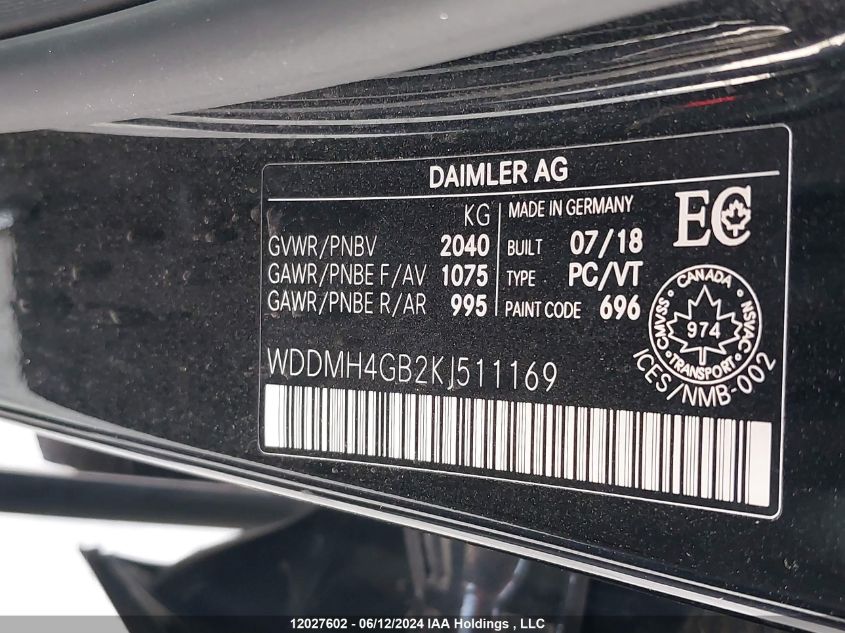 DAIMLER AG
KG
GVWR/PNBV 2040
GAWR/PNBE F/AV 1075
GAWR/PNBE R/AR 995
MADE IN GERMANY
BUILT 07/18
TYPE PC/VT
PAINT CODE 696
EC
CANADA
CMVSS 974 NSVAC
TRANSPORT
ICES/NMB-002
WDDMH4GB2KJ511169
12027602 - 06/12/2024 IAA Holdings , LLC